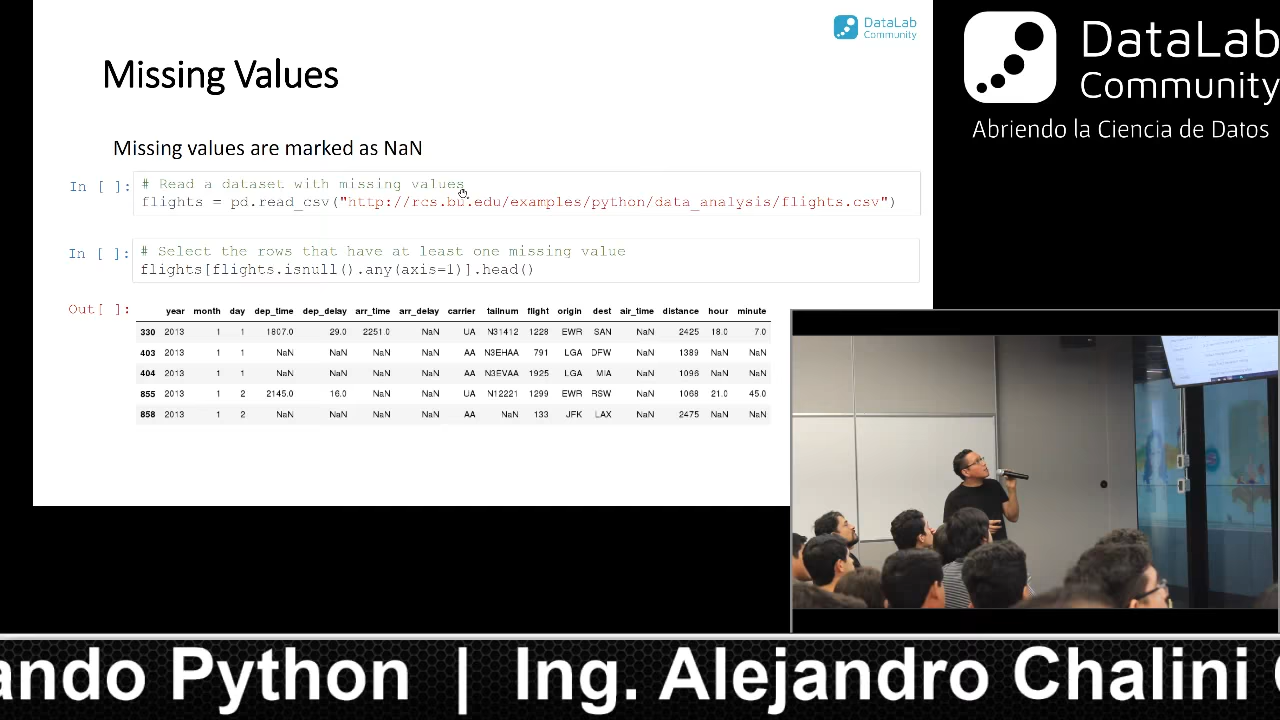 DataLab
Community
Missing Values
Missing values are marked as NaN
In [ ]:
# Read a dataset with missing values
flights = pd.read_csv("http://rcs.bu.edu/examples/python/data_analysis/flights.csv")
In [ ]:
# Select the rows that have at least one missing value
flights[flights.isnull().any(axis=1)].head()
Out[ ]:
year month day dep_time dep_delay arr_time arr_delay carrier tailnum flight origin dest air_time distance hour minute
330 2013 1 1 1807.0 29.0 2251.0 NaN UA N31412 1228 EWR SAN NaN 2425 18.0 7.0
403 2013 1 1 NaN NaN NaN NaN AA N3EHAA 791 LGA DFW NaN 1389 NaN NaN
404 2013 1 1 NaN NaN NaN NaN AA N3EVAA 1925 LGA MIA NaN 1096 NaN NaN
855 2013 1 2 2145.0 16.0 NaN NaN UA N12221 1299 EWR RSW NaN 1068 21.0 45.0
858 2013 1 2 NaN NaN NaN NaN AA NaN 133 JFK LAX NaN 2475 NaN NaN
DataLab
Community
Abriendo la Ciencia de Datos
ando Python | Ing. Alejandro Chalini